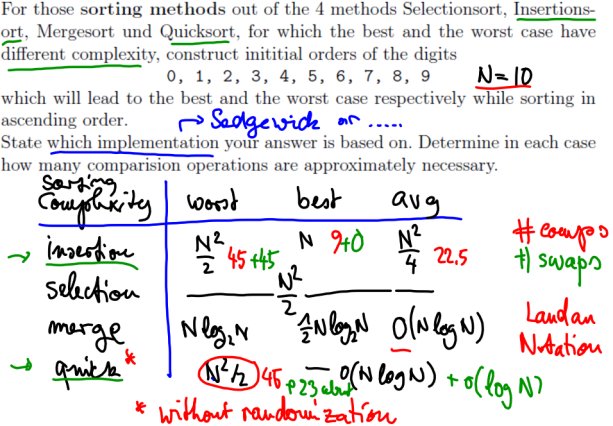 For those sorting methods out of the 4 methods Selectionsort, Insertions-
ort, Mergesort und Quicksort, for which the best and the worst case have
different complexity, construct inititial orders of the digits
0, 1, 2, 3, 4, 5, 6, 7, 8, 9 N=10
which will lead to the best and the worst case respectively while sorting in
ascending order.
→ Sedgewick or .....
State which implementation your answer is based on. Determine in each case
how many comparision operations are approximately necessary.
Sorting
Complexity worst best avg
→ insertion N²/2 45 +45 N 9+0 N²/4 22.5 # comps
#) swaps
selection N²/2
merge N log₂ N ½ N log₂ N O(N log N) Landau
Notation
→ quick * N²/2 45 — O(N log N) + O(log N)
* without randomization